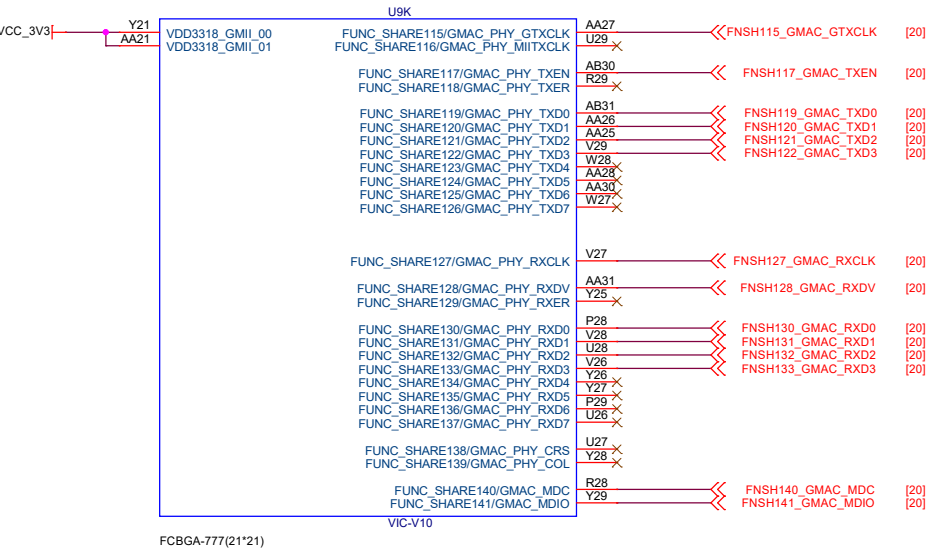 U9K
VCC_3V3
Y21 VDD3318_GMII_00 FUNC_SHARE115/GMAC_PHY_GTXCLK AA27 FNSH115_GMAC_GTXCLK [20]
AA21 VDD3318_GMII_01 FUNC_SHARE116/GMAC_PHY_MIITXCLK U29
FUNC_SHARE117/GMAC_PHY_TXEN AB30 FNSH117_GMAC_TXEN [20]
FUNC_SHARE118/GMAC_PHY_TXER R29
FUNC_SHARE119/GMAC_PHY_TXD0 AB31 FNSH119_GMAC_TXD0 [20]
FUNC_SHARE120/GMAC_PHY_TXD1 AA26 FNSH120_GMAC_TXD1 [20]
FUNC_SHARE121/GMAC_PHY_TXD2 AA25 FNSH121_GMAC_TXD2 [20]
FUNC_SHARE122/GMAC_PHY_TXD3 V29 FNSH122_GMAC_TXD3 [20]
FUNC_SHARE123/GMAC_PHY_TXD4 W28
FUNC_SHARE124/GMAC_PHY_TXD5 AA28
FUNC_SHARE125/GMAC_PHY_TXD6 AA30
FUNC_SHARE126/GMAC_PHY_TXD7 W27
FUNC_SHARE127/GMAC_PHY_RXCLK V27 FNSH127_GMAC_RXCLK [20]
FUNC_SHARE128/GMAC_PHY_RXDV AA31 FNSH128_GMAC_RXDV [20]
FUNC_SHARE129/GMAC_PHY_RXER Y25
FUNC_SHARE130/GMAC_PHY_RXD0 P28 FNSH130_GMAC_RXD0 [20]
FUNC_SHARE131/GMAC_PHY_RXD1 V28 FNSH131_GMAC_RXD1 [20]
FUNC_SHARE132/GMAC_PHY_RXD2 U28 FNSH132_GMAC_RXD2 [20]
FUNC_SHARE133/GMAC_PHY_RXD3 V26 FNSH133_GMAC_RXD3 [20]
FUNC_SHARE134/GMAC_PHY_RXD4 Y26
FUNC_SHARE135/GMAC_PHY_RXD5 Y27
FUNC_SHARE136/GMAC_PHY_RXD6 P29
FUNC_SHARE137/GMAC_PHY_RXD7 U26
FUNC_SHARE138/GMAC_PHY_CRS U27
FUNC_SHARE139/GMAC_PHY_COL Y28
FUNC_SHARE140/GMAC_MDC R28 FNSH140_GMAC_MDC [20]
FUNC_SHARE141/GMAC_MDIO Y29 FNSH141_GMAC_MDIO [20]
VIC-V10
FCBGA-777(21*21)